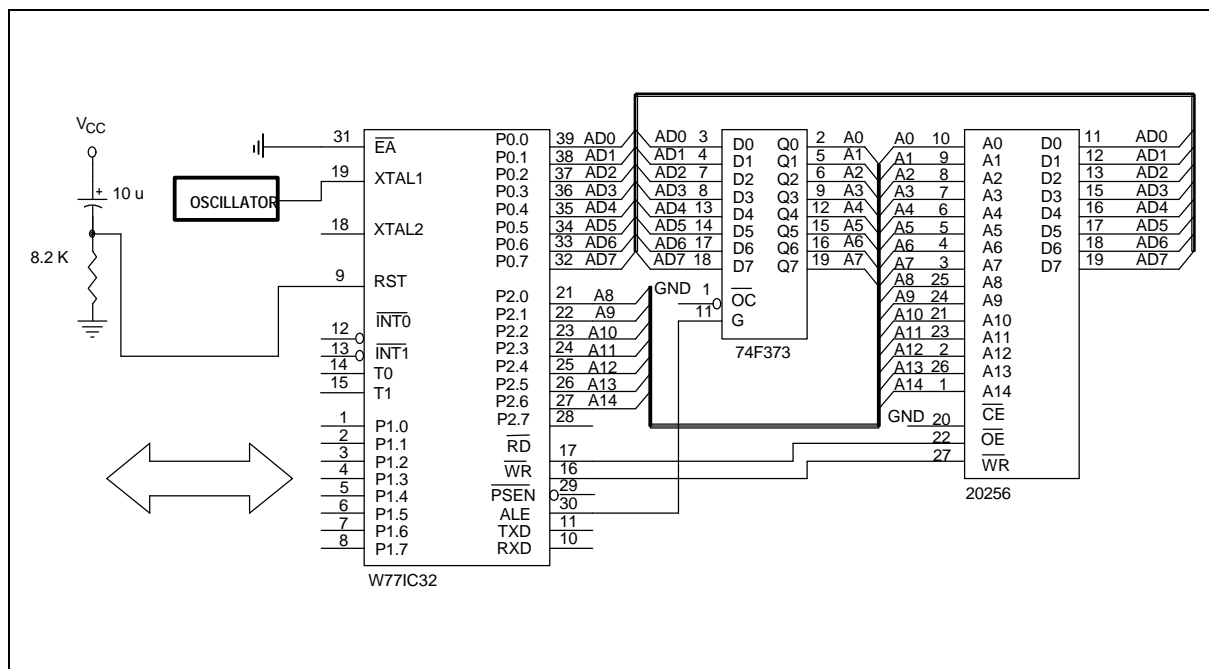 VCC
10 u
8.2 K
OSCILLATOR
31 EA
19 XTAL1
18 XTAL2
9 RST
12 INT0
13 INT1
14 T0
15 T1
1 P1.0
2 P1.1
3 P1.2
4 P1.3
5 P1.4
6 P1.5
7 P1.6
8 P1.7
P0.0 39 AD0
P0.1 38 AD1
P0.2 37 AD2
P0.3 36 AD3
P0.4 35 AD4
P0.5 34 AD5
P0.6 33 AD6
P0.7 32 AD7
P2.0 21 A8
P2.1 22 A9
P2.2 23 A10
P2.3 24 A11
P2.4 25 A12
P2.5 26 A13
P2.6 27 A14
P2.7 28
RD 17
WR 16
PSEN 29
ALE 30
TXD 11
RXD 10
W77IC32
AD0 3 D0 Q0 2 A0
AD1 4 D1 Q1 5 A1
AD2 7 D2 Q2 6 A2
AD3 8 D3 Q3 9 A3
AD4 13 D4 Q4 12 A4
AD5 14 D5 Q5 15 A5
AD6 17 D6 Q6 16 A6
AD7 18 D7 Q7 19 A7
GND 1 OC
11 G
74F373
A0 10 A0 D0 11 AD0
A1 9 A1 D1 12 AD1
A2 8 A2 D2 13 AD2
A3 7 A3 D3 15 AD3
A4 6 A4 D4 16 AD4
A5 5 A5 D5 17 AD5
A6 4 A6 D6 18 AD6
A7 3 A7 D7 19 AD7
A8 25 A8
A9 24 A9
A10 21 A10
A11 23 A11
A12 2 A12
A13 26 A13
A14 1 A14
GND 20 CE
22 OE
27 WR
20256